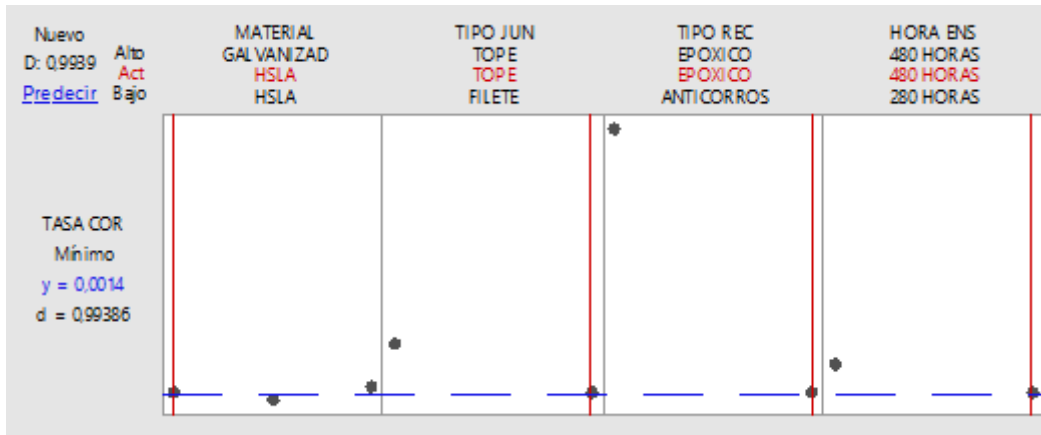 Nuevo
D: 0,9939
Predecir
Alto
Act
Bajo
MATERIAL
GALVANIZAD
HSLA
HSLA
TIPO JUN
TOPE
TOPE
FILETE
TIPO REC
EPOXICO
EPOXICO
ANTICORROS
HORA ENS
480 HORAS
480 HORAS
280 HORAS
TASA COR
Mínimo
y = 0,0014
d = 0,99386